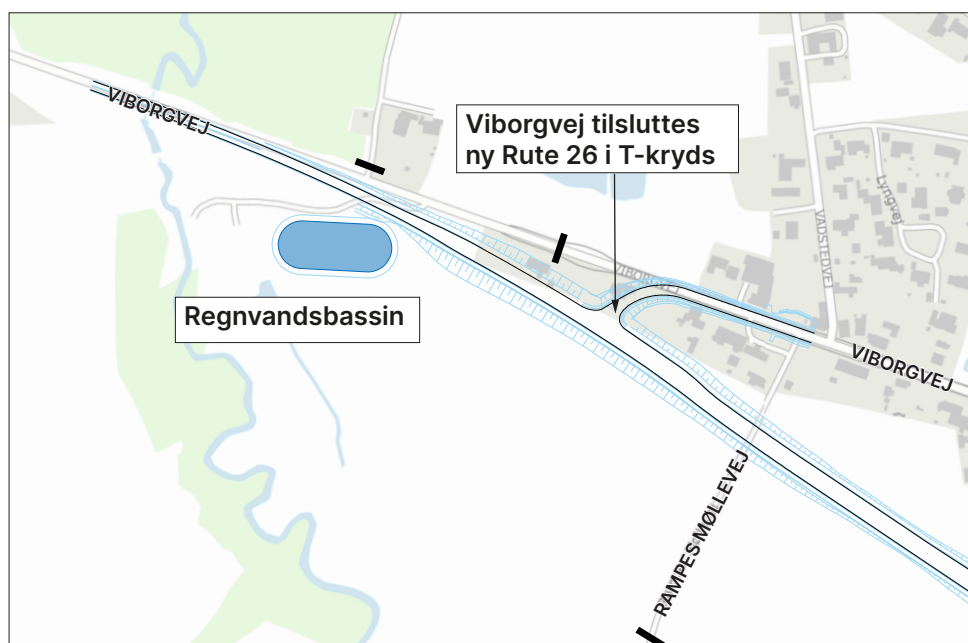 VIBORGVEJ
Viborgvej tilsluttes
ny Rute 26 i T-kryds
Lyngvej
VADSTEDVEJ
VIBORGVEJ
Regnvandsbassin
VIBORGVEJ
RAMPES MØLLEVEJ